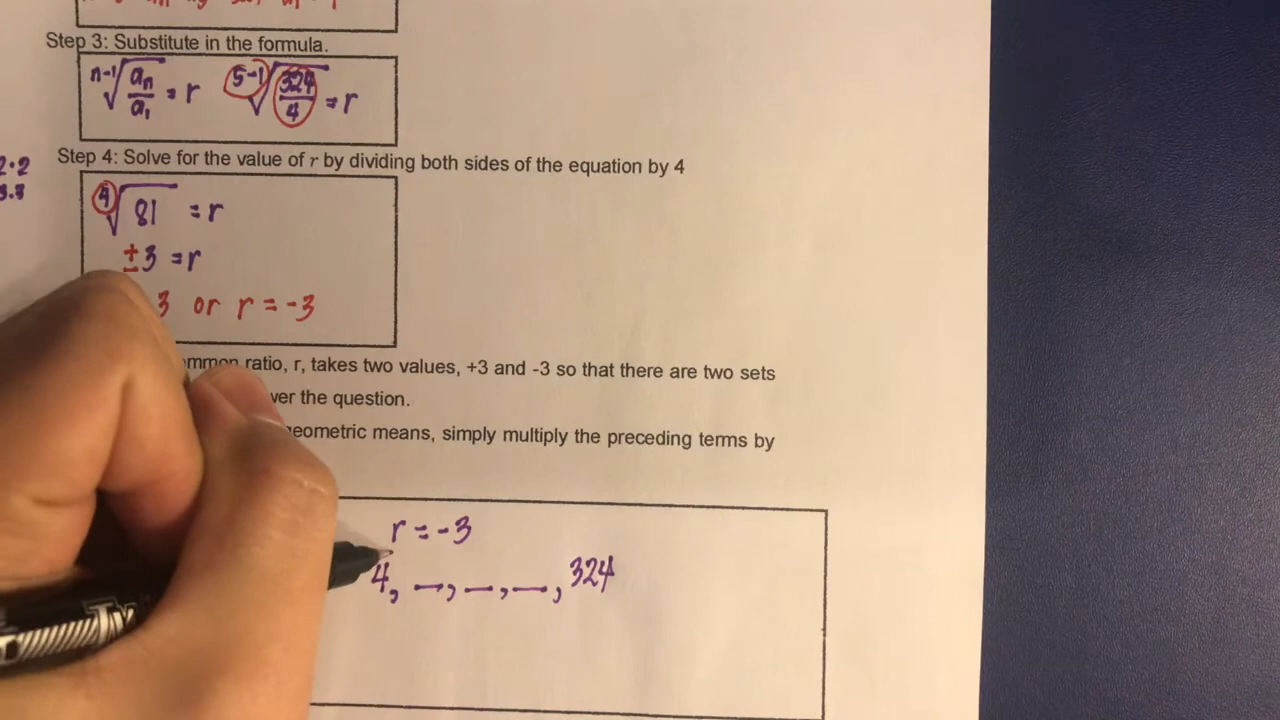 Step 3: Substitute in the formula.
n-1√(aₙ/a₁) = r 5-1√(324/4) = r
Step 4: Solve for the value of r by dividing both sides of the equation by 4
2·2
4√81 = r
±3 = r
3 or r = -3
ratio, r, takes two values, +3 and -3 so that there are two sets
the question.
geometric means, simply multiply the preceding terms by
r = -3
4, —, —, —, 324